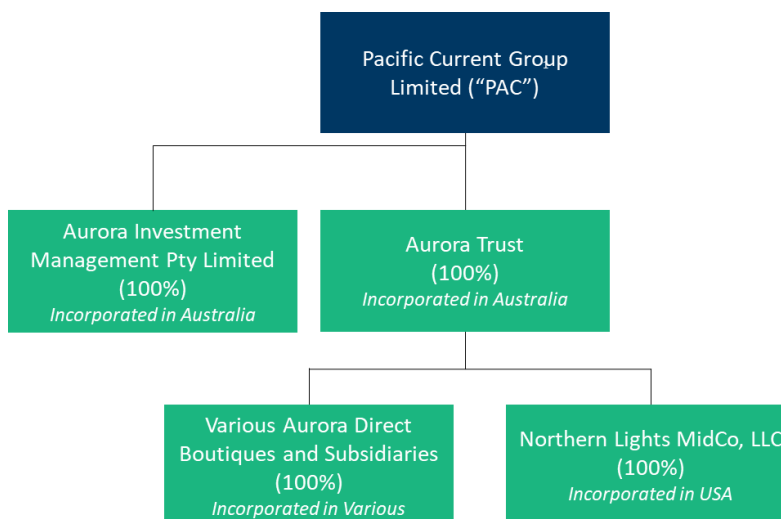 Pacific Current Groμp
Limited (“PAC”)
Aurora Investment
Management Pty Limited
(100%)
Incorporated in Australia
Aurora Trust
(100%)
Incorporated in Australia
Various Aurora Direct
Boutiques and Subsidiaries
(100%)
Incorporated in Various
Northern Lights MidCo, LLC
(100%)
Incorporated in USA